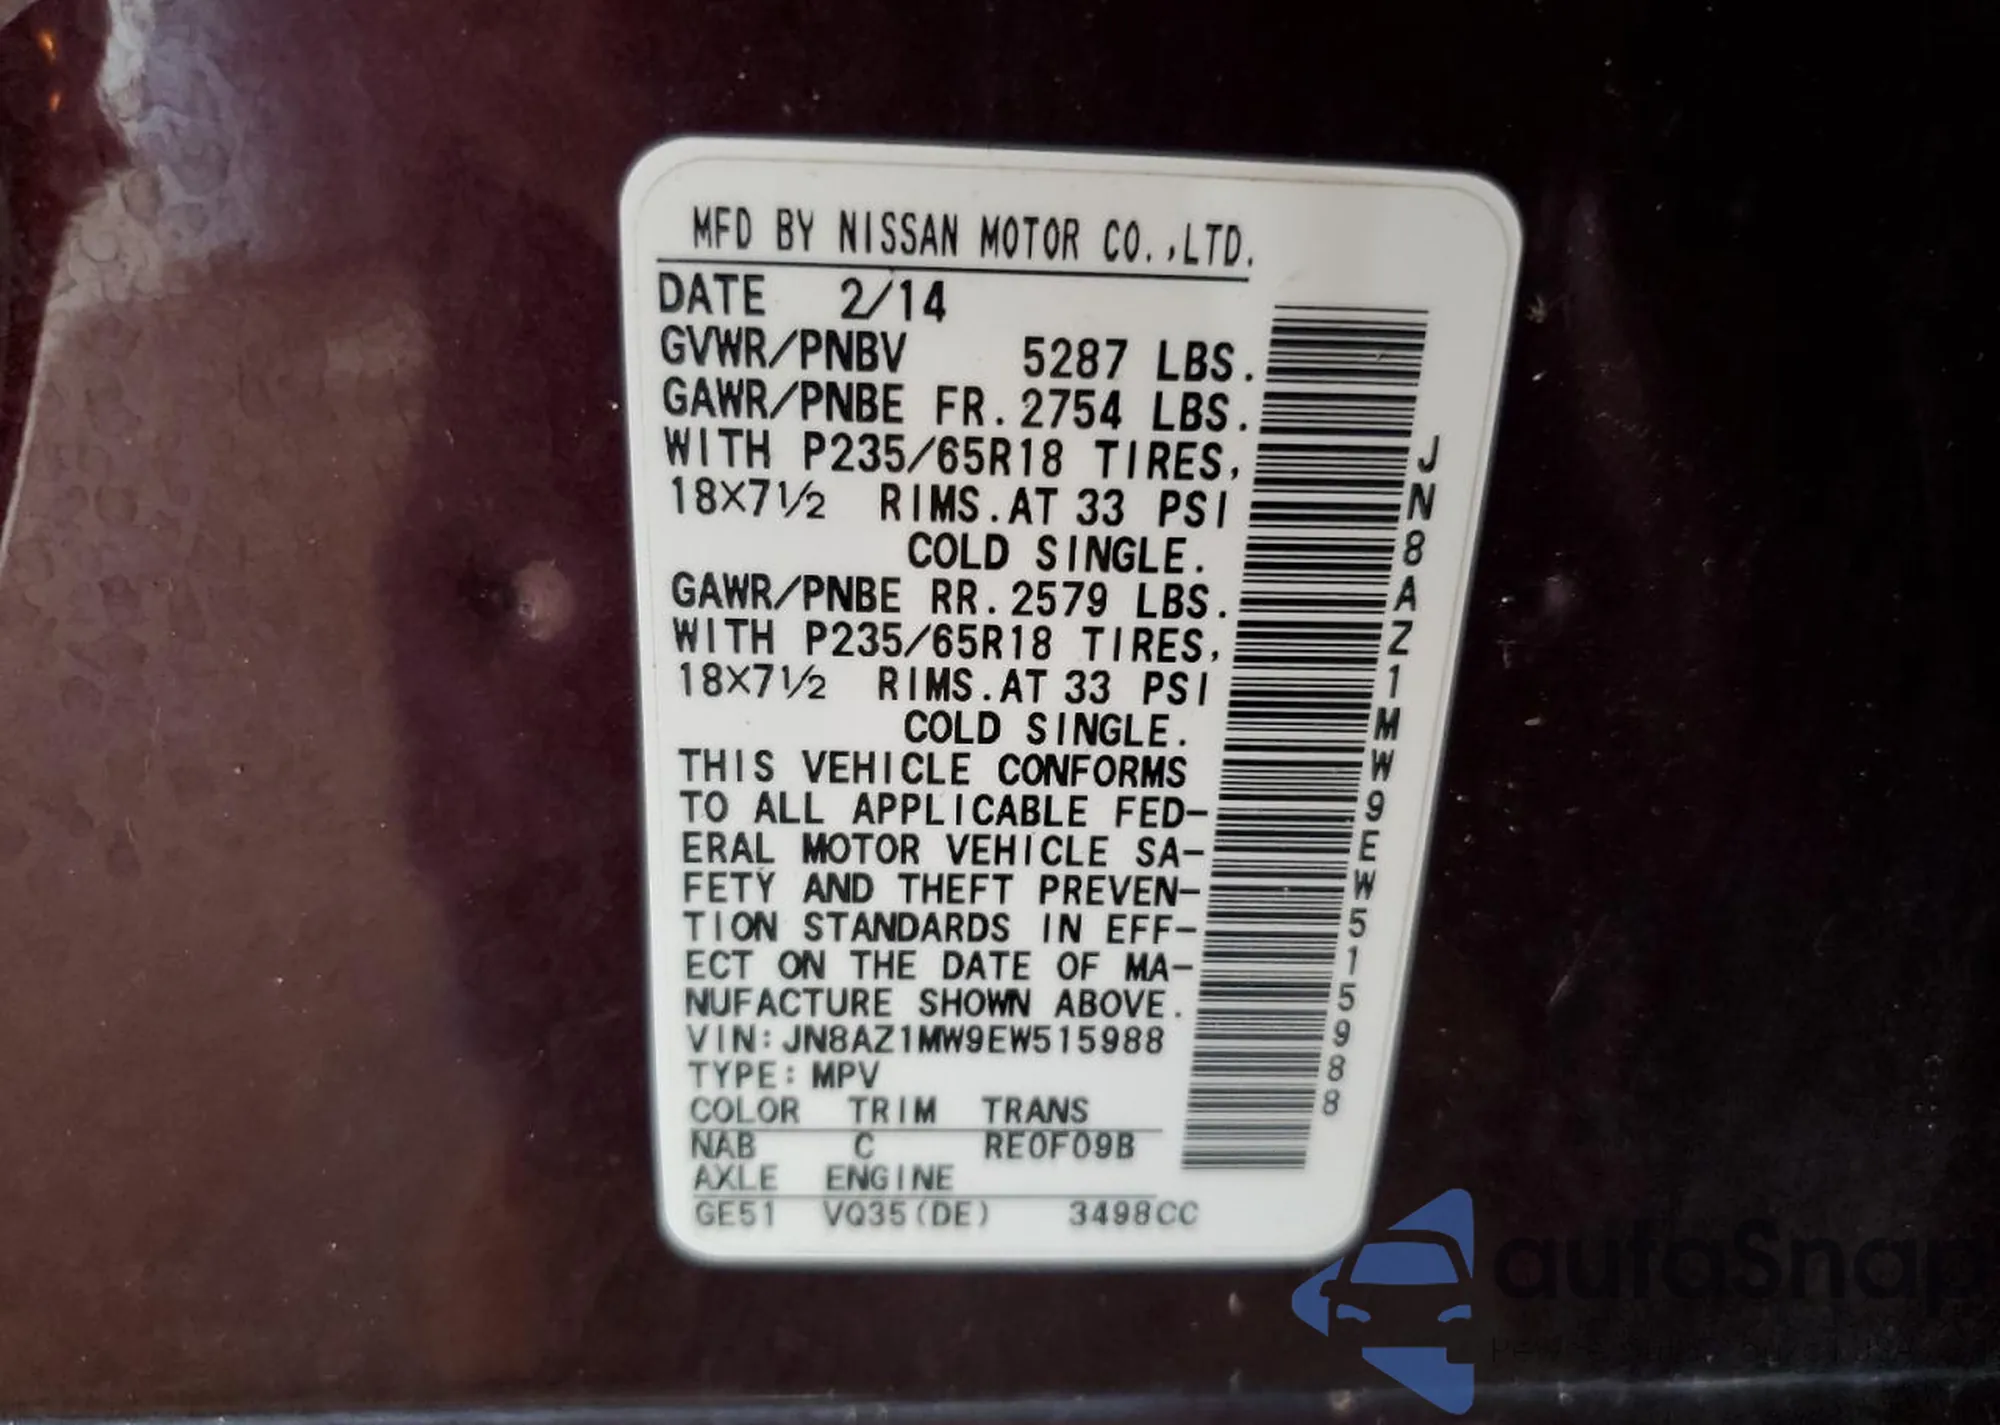 MFD BY NISSAN MOTOR CO.,LTD.
DATE 2/14
GVWR/PNBV 5287 LBS.
GAWR/PNBE FR.2754 LBS.
WITH P235/65R18 TIRES,
18X7½ RIMS.AT 33 PSI
COLD SINGLE.
GAWR/PNBE RR.2579 LBS.
WITH P235/65R18 TIRES,
18X7½ RIMS.AT 33 PSI
COLD SINGLE.
THIS VEHICLE CONFORMS
TO ALL APPLICABLE FED-
ERAL MOTOR VEHICLE SA-
FETY AND THEFT PREVEN-
TION STANDARDS IN EFF-
ECT ON THE DATE OF MA-
NUFACTURE SHOWN ABOVE.
VIN:JN8AZ1MW9EW515988
TYPE:MPV
COLOR TRIM TRANS
NAB C RE0F09B
AXLE ENGINE
GE51 VQ35(DE) 3498CC
JN8AZ1MW9EW515988
autaSnap